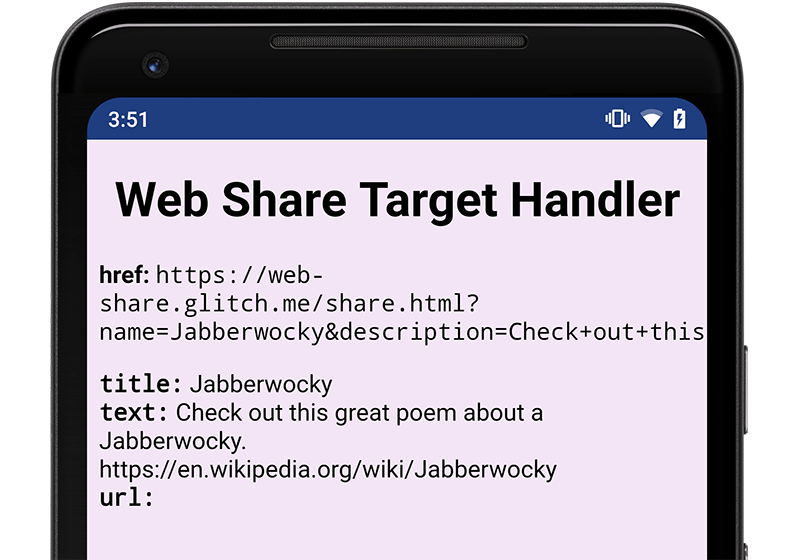 3:51
Web Share Target Handler
href: https://web-
share.glitch.me/share.html?
name=Jabberwocky&description=Check+out+this
title: Jabberwocky
text: Check out this great poem about a
Jabberwocky.
https://en.wikipedia.org/wiki/Jabberwocky
url: